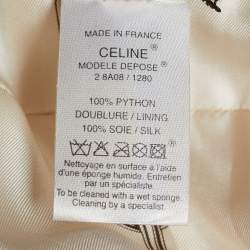 MADE IN FRANCE
CELINE®
MODELE DEPOSE
2 8A08 / 1280
100% PYTHON
DOUBLURE / LINING
100% SOIE / SILK
Nettoyage en surface à l'aide
d'une éponge humide. Entretien
par un spécialiste.
To be cleaned with a wet sponge.
Cleaning by a specialist.